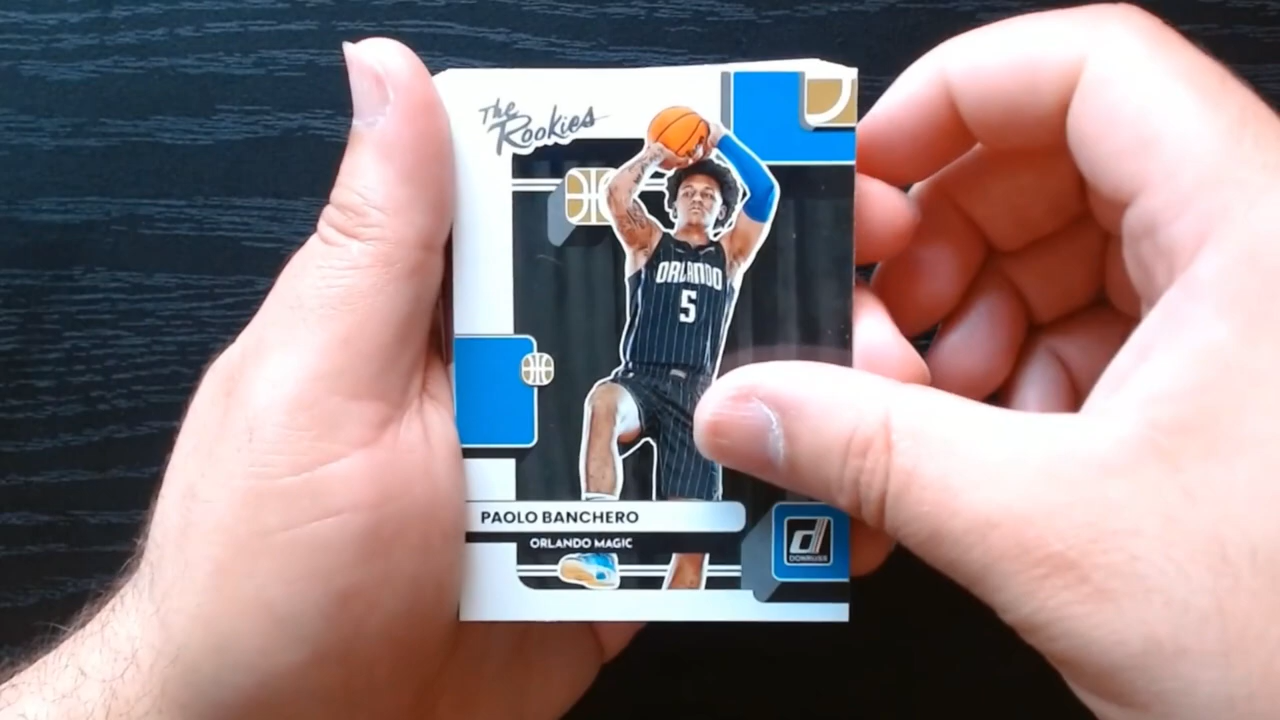 The
Rookies
ORLANDO
5
PAOLO BANCHERO
ORLANDO MAGIC
d
DONRUSS